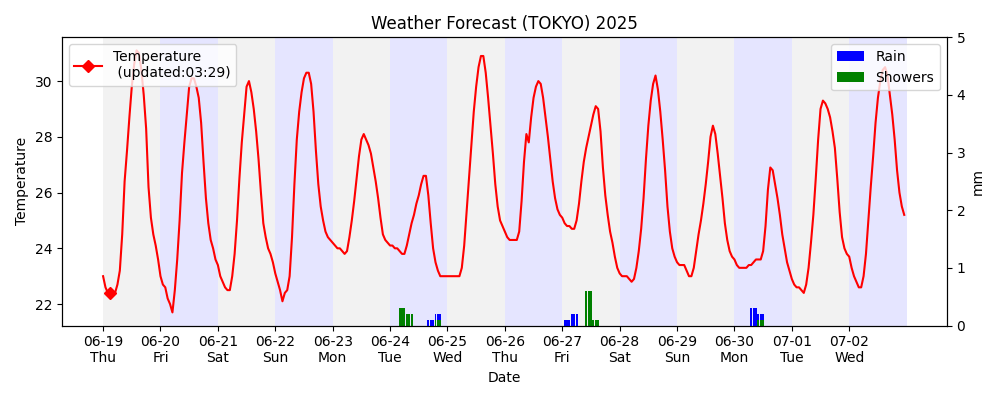 Weather Forecast (TOKYO) 2025
Temperature
(updated:03:29)
Rain
Showers
Temperature
30
28
26
24
22
5
4
3
2
1
0
mm
06-19 06-20 06-21 06-22 06-23 06-24 06-25 06-26 06-27 06-28 06-29 06-30 07-01 07-02
Thu Fri Sat Sun Mon Tue Wed Thu Fri Sat Sun Mon Tue Wed
Date